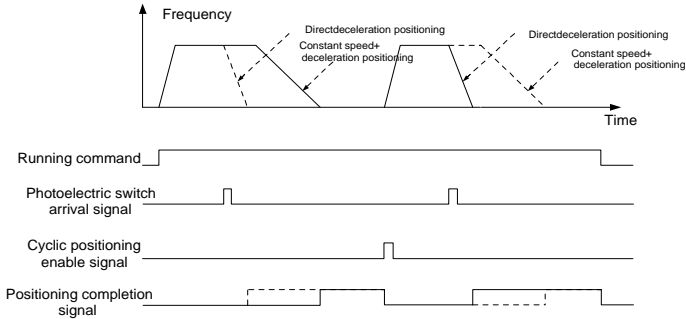 Frequency
Directdeceleration positioning
Constant speed+
deceleration positioning
Directdeceleration positioning
Constant speed+
deceleration positioning
Time
Running command
Photoelectric switch
arrival signal
Cyclic positioning
enable signal
Positioning completion
signal